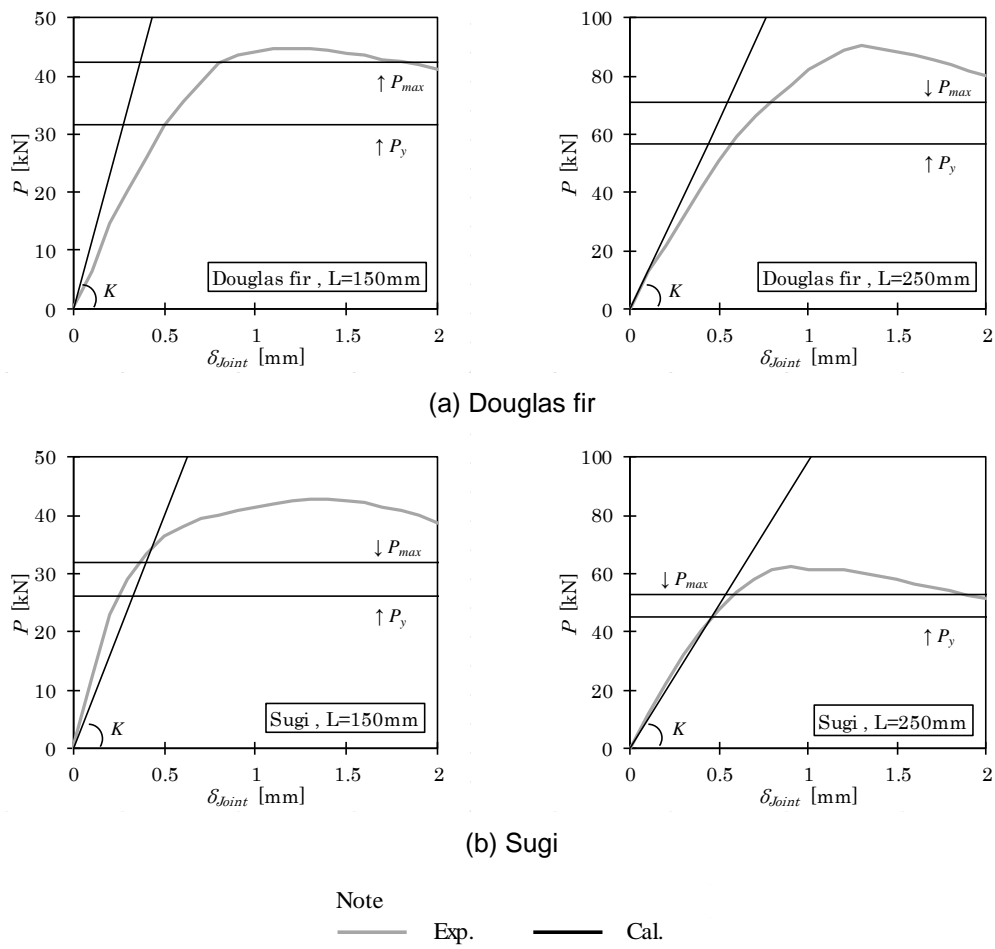 50
40
30
20
10
0
P [kN]
↑ Pmax
↑ Py
K
Douglas fir , L=150mm
0 0.5 1 1.5 2
δJoint [mm]
100
80
60
40
20
0
P [kN]
↓ Pmax
↑ Py
K
Douglas fir , L=250mm
0 0.5 1 1.5 2
δJoint [mm]
(a) Douglas fir
50
40
30
20
10
0
P [kN]
↓ Pmax
↑ Py
K
Sugi , L=150mm
0 0.5 1 1.5 2
δJoint [mm]
100
80
60
40
20
0
P [kN]
↓ Pmax
↑ Py
K
Sugi , L=250mm
0 0.5 1 1.5 2
δJoint [mm]
(b) Sugi
Note
Exp. Cal.